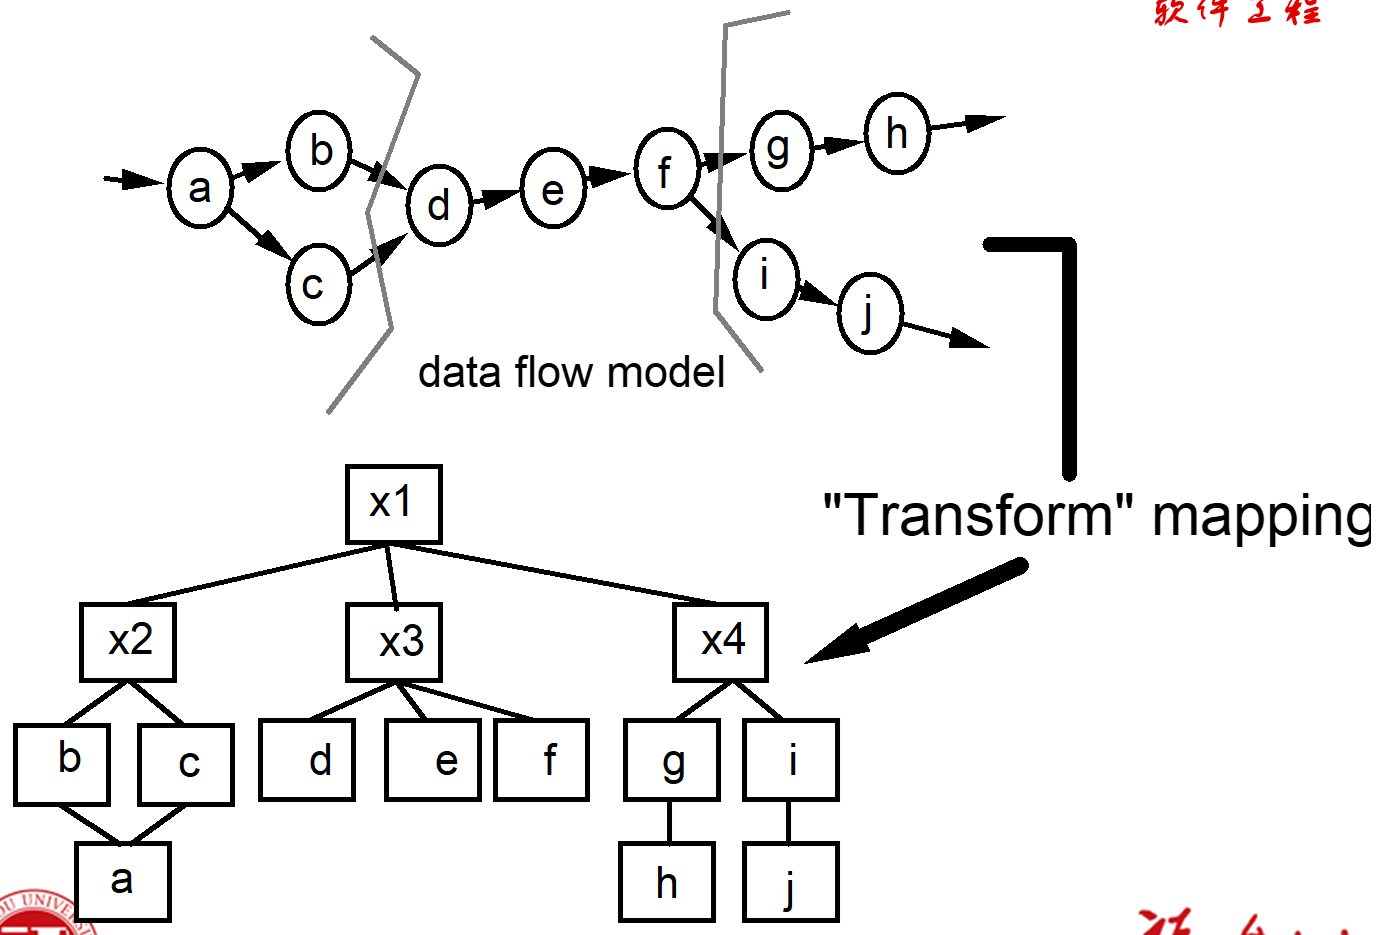 软件工程
a
b
c
d
e
f
g
h
i
j
data flow model
"Transform" mapping
x1
x2
x3
x4
b
c
d
e
f
g
i
a
h
j